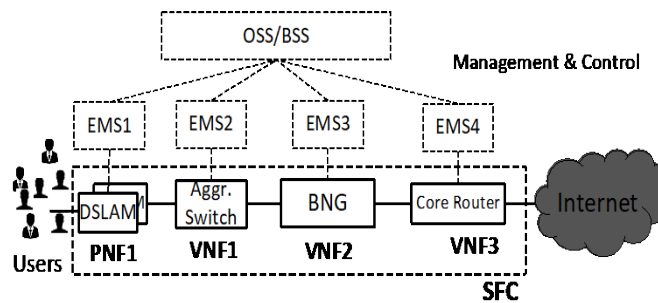 OSS/BSS
Management & Control
EMS1 EMS2 EMS3 EMS4
Aggr.
DSLAM M Switch BNG Core Router Internet
PNF1 VNF1 VNF2 VNF3
Users
SFC